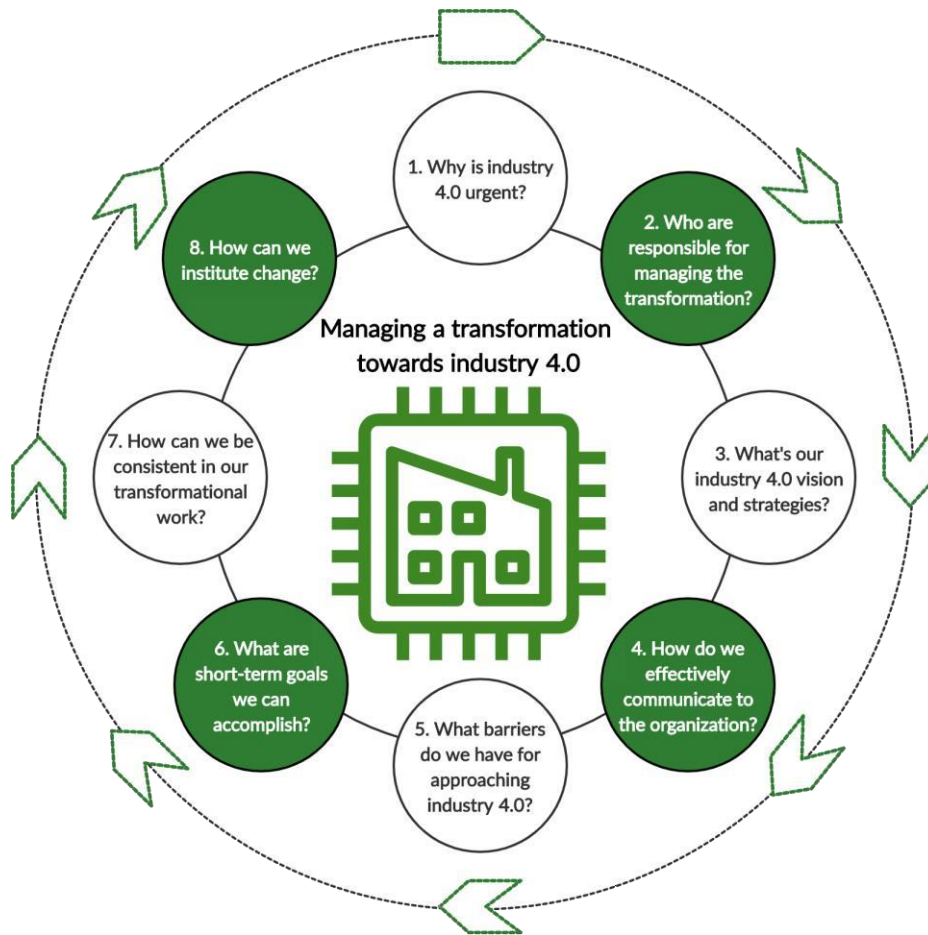 1. Why is industry
4.0 urgent?
2. Who are
responsible for
managing the
transformation?
3. What's our
industry 4.0 vision
and strategies?
4. How do we
effectively
communicate to
the organization?
5. What barriers
do we have for
approaching
industry 4.0?
6. What are
short-term goals
we can
accomplish?
7. How can we be
consistent in our
transformational
work?
8. How can we
institute change?
Managing a transformation
towards industry 4.0